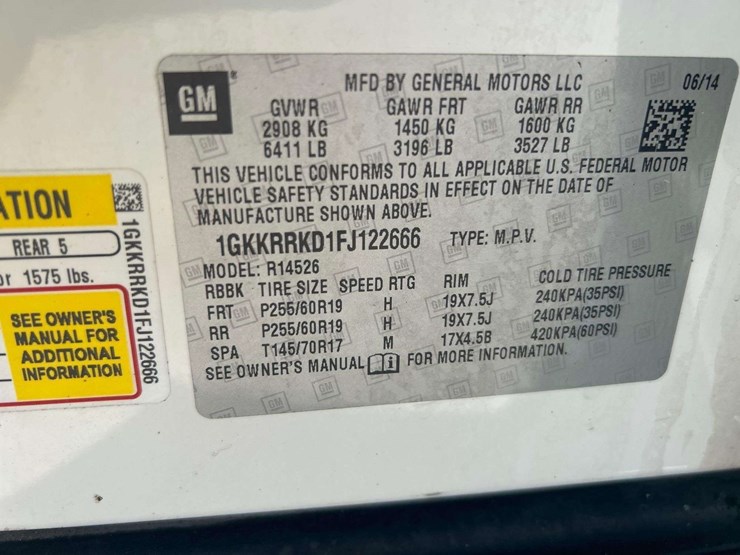 GM
MFD BY GENERAL MOTORS LLC 06/14
GVWR GAWR FRT GAWR RR
2908 KG 1450 KG 1600 KG
6411 LB 3196 LB 3527 LB
THIS VEHICLE CONFORMS TO ALL APPLICABLE U.S. FEDERAL MOTOR
VEHICLE SAFETY STANDARDS IN EFFECT ON THE DATE OF
MANUFACTURE SHOWN ABOVE.
1GKKRRKD1FJ122666 TYPE: M.P.V.
MODEL: R14526
RBBK TIRE SIZE SPEED RTG RIM COLD TIRE PRESSURE
FRT P255/60R19 H 19X7.5J 240KPA(35PSI)
RR P255/60R19 H 19X7.5J 240KPA(35PSI)
SPA T145/70R17 M 17X4.5B 420KPA(60PSI)
SEE OWNER'S MANUAL i FOR MORE INFORMATION.
ATION
REAR 5
or 1575 lbs.
SEE OWNER'S
MANUAL FOR
ADDITIONAL
INFORMATION
1GKKRRKD1FJ122666